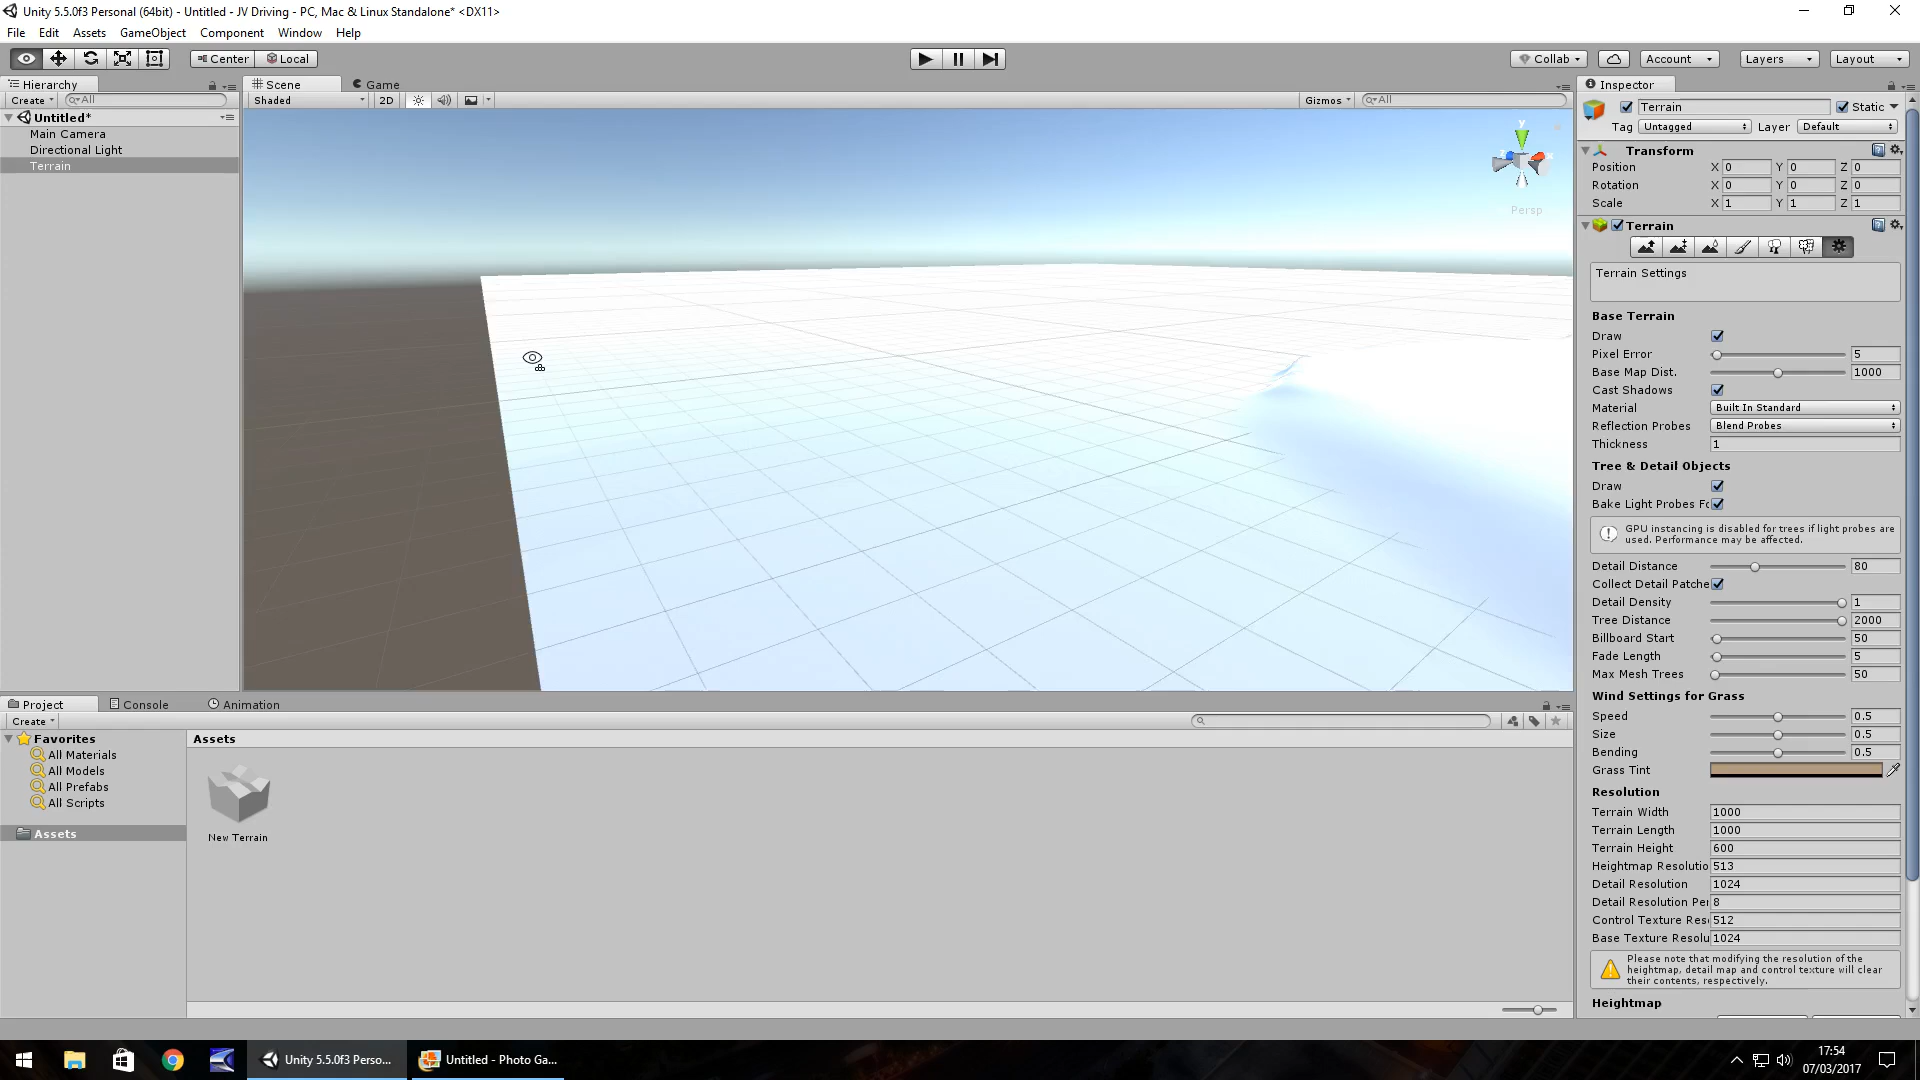 Unity 5.5.0f3 Personal (64bit) - Untitled - JV Driving - PC, Mac & Linux Standalone* <DX11>
File Edit Assets GameObject Component Window Help
Center Local Collab Account Layers Layout
Hierarchy
Create All
Untitled*
Main Camera
Directional Light
Terrain
Scene Game
Shaded 2D Gizmos All
y
x
Persp
Inspector
Terrain Static
Tag Untagged Layer Default
Transform
Position X 0 Y 0 Z 0
Rotation X 0 Y 0 Z 0
Scale X 1 Y 1 Z 1
Terrain
Terrain Settings
Base Terrain
Draw
Pixel Error 5
Base Map Dist. 1000
Cast Shadows
Material Built In Standard
Reflection Probes Blend Probes
Thickness 1
Tree & Detail Objects
Draw
Bake Light Probes Fo
GPU instancing is disabled for trees if light probes are
used. Performance may be affected.
Detail Distance 80
Collect Detail Patche
Detail Density 1
Tree Distance 2000
Billboard Start 50
Fade Length 5
Max Mesh Trees 50
Wind Settings for Grass
Speed 0.5
Size 0.5
Bending 0.5
Grass Tint
Resolution
Terrain Width 1000
Terrain Length 1000
Terrain Height 600
Heightmap Resolutio 513
Detail Resolution 1024
Detail Resolution Per 8
Control Texture Res 512
Base Texture Resolu 1024
Please note that modifying the resolution of the
heightmap, detail map and control texture will clear
their contents, respectively.
Heightmap
Project Console Animation
Create
Favorites
All Materials
All Models
All Prefabs
All Scripts
Assets
Assets
New Terrain
Unity 5.5.0f3 Perso...
Untitled - Photo Ga...
17:54
07/03/2017